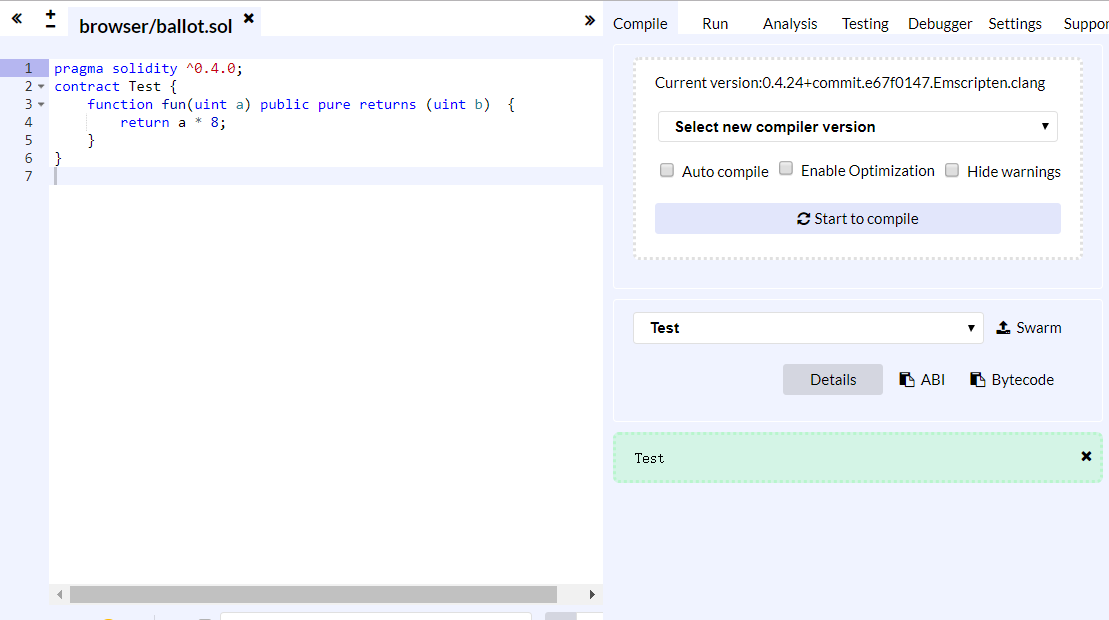 browser/ballot.sol
Compile Run Analysis Testing Debugger Settings Suppor
1 pragma solidity ^0.4.0;
2 contract Test {
3 function fun(uint a) public pure returns (uint b)  {
4 return a * 8;
5 }
6 }
7
Current version:0.4.24+commit.e67f0147.Emscripten.clang
Select new compiler version
Auto compile Enable Optimization Hide warnings
Start to compile
Test Swarm
Details ABI Bytecode
Test